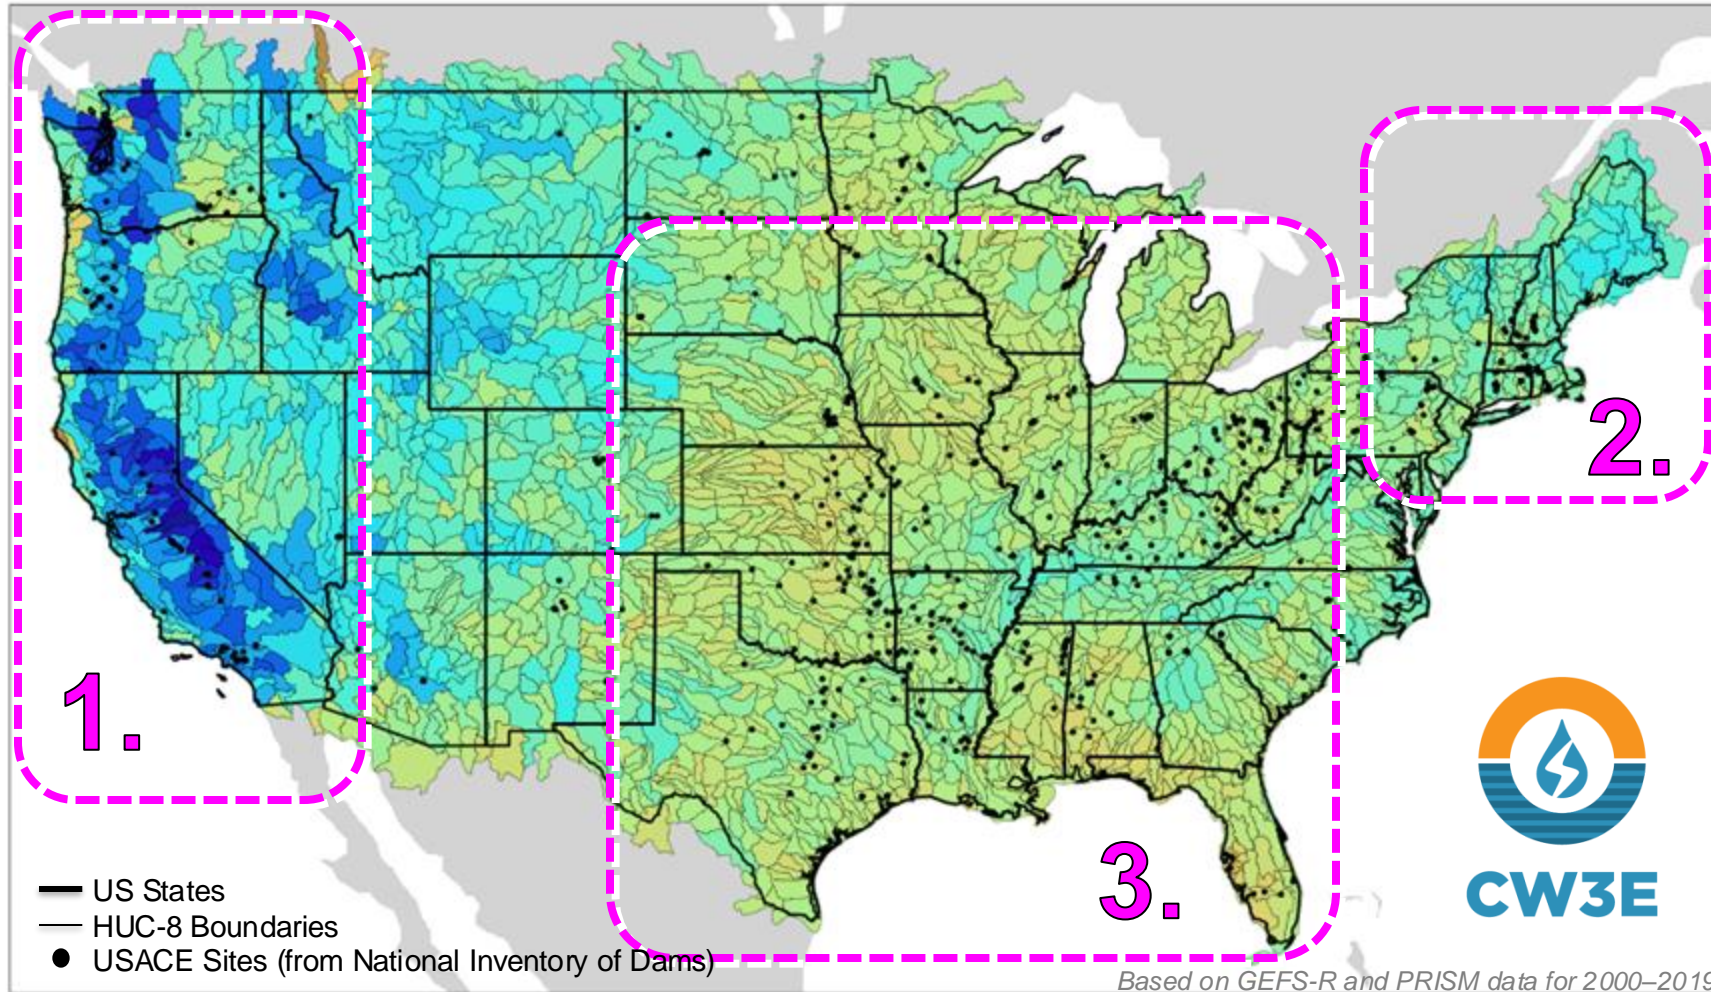 1.
2.
3.
US States
HUC-8 Boundaries
USACE Sites (from National Inventory of Dams)
CW3E
Based on GEFS-R and PRISM data for 2000–2019